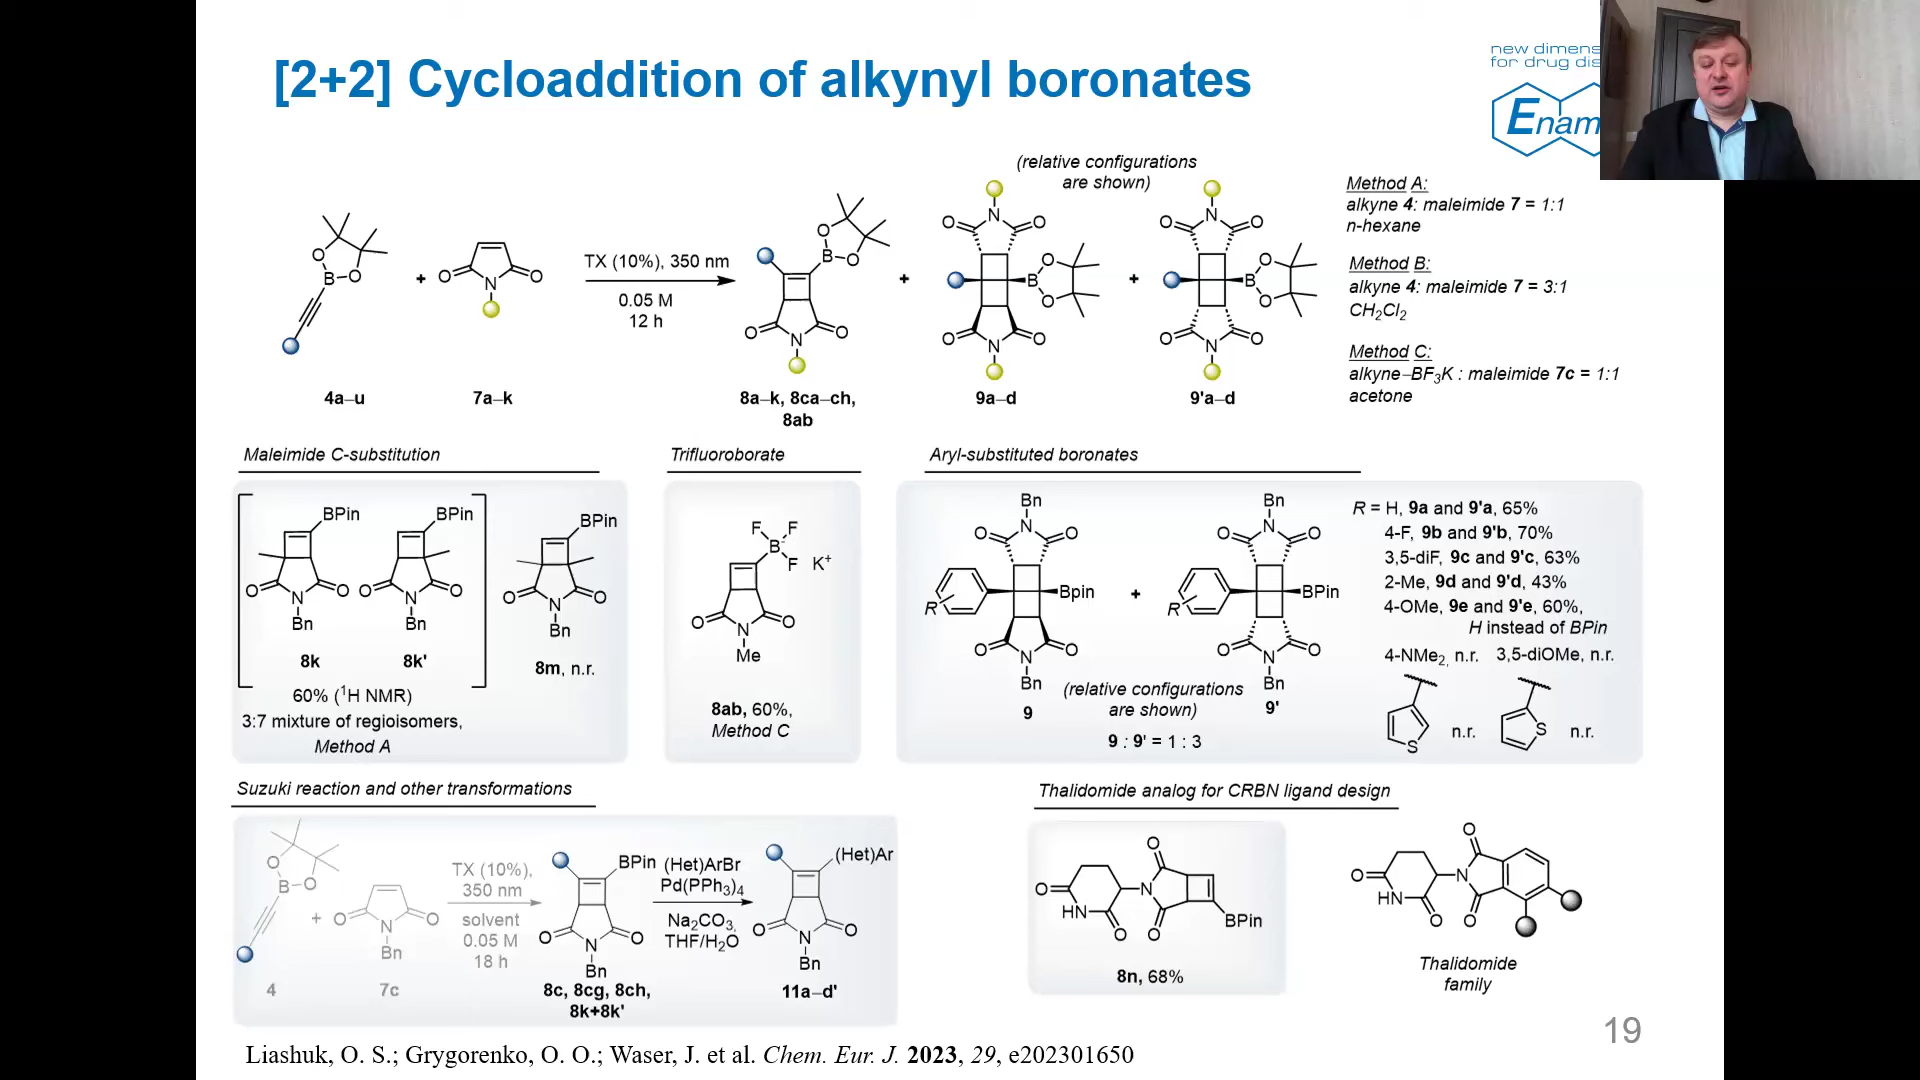 [2+2] Cycloaddition of alkynyl boronates
new dimens
for drug dis
Enam
(relative configurations
are shown)
Method A:
alkyne 4: maleimide 7 = 1:1
n-hexane
Method B:
alkyne 4: maleimide 7 = 3:1
CH2Cl2
Method C:
alkyne–BF3K : maleimide 7c = 1:1
acetone
O
B
O
4a–u
+
O
N
O
7a–k
TX (10%), 350 nm
0.05 M
12 h
O
B
O
O
O
N
8a–k, 8ca–ch,
8ab
+
N
O
O
B
O
O
O
O
N
9a–d
+
N
O
O
B
O
O
O
O
N
9'a–d
Maleimide C-substitution
BPin
O
O
N
Bn
8k
BPin
O
O
N
Bn
8k'
60% (1H NMR)
3:7 mixture of regioisomers,
Method A
BPin
O
O
N
Bn
8m, n.r.
Trifluoroborate
F
F
B-
F
K+
O
O
N
Me
8ab, 60%,
Method C
Aryl-substituted boronates
Bn
N
O
O
R
Bpin
O
O
N
Bn
9
+
Bn
N
O
O
R
BPin
O
O
N
Bn
9'
(relative configurations
are shown)
9 : 9' = 1 : 3
R = H, 9a and 9'a, 65%
4-F, 9b and 9'b, 70%
3,5-diF, 9c and 9'c, 63%
2-Me, 9d and 9'd, 43%
4-OMe, 9e and 9'e, 60%,
H instead of BPin
4-NMe2, n.r. 3,5-diOMe, n.r.
S
n.r.
S
n.r.
Suzuki reaction and other transformations
O
B
O
4
+
O
O
N
Bn
7c
TX (10%),
350 nm
solvent
0.05 M
18 h
BPin
O
O
N
Bn
8c, 8cg, 8ch,
8k+8k'
(Het)ArBr
Pd(PPh3)4
Na2CO3,
THF/H2O
(Het)Ar
O
O
N
Bn
11a–d'
Thalidomide analog for CRBN ligand design
O
O
N
HN
O
O
BPin
8n, 68%
O
O
N
HN
O
O
Thalidomide
family
19
Liashuk, O. S.; Grygorenko, O. O.; Waser, J. et al. Chem. Eur. J. 2023, 29, e202301650